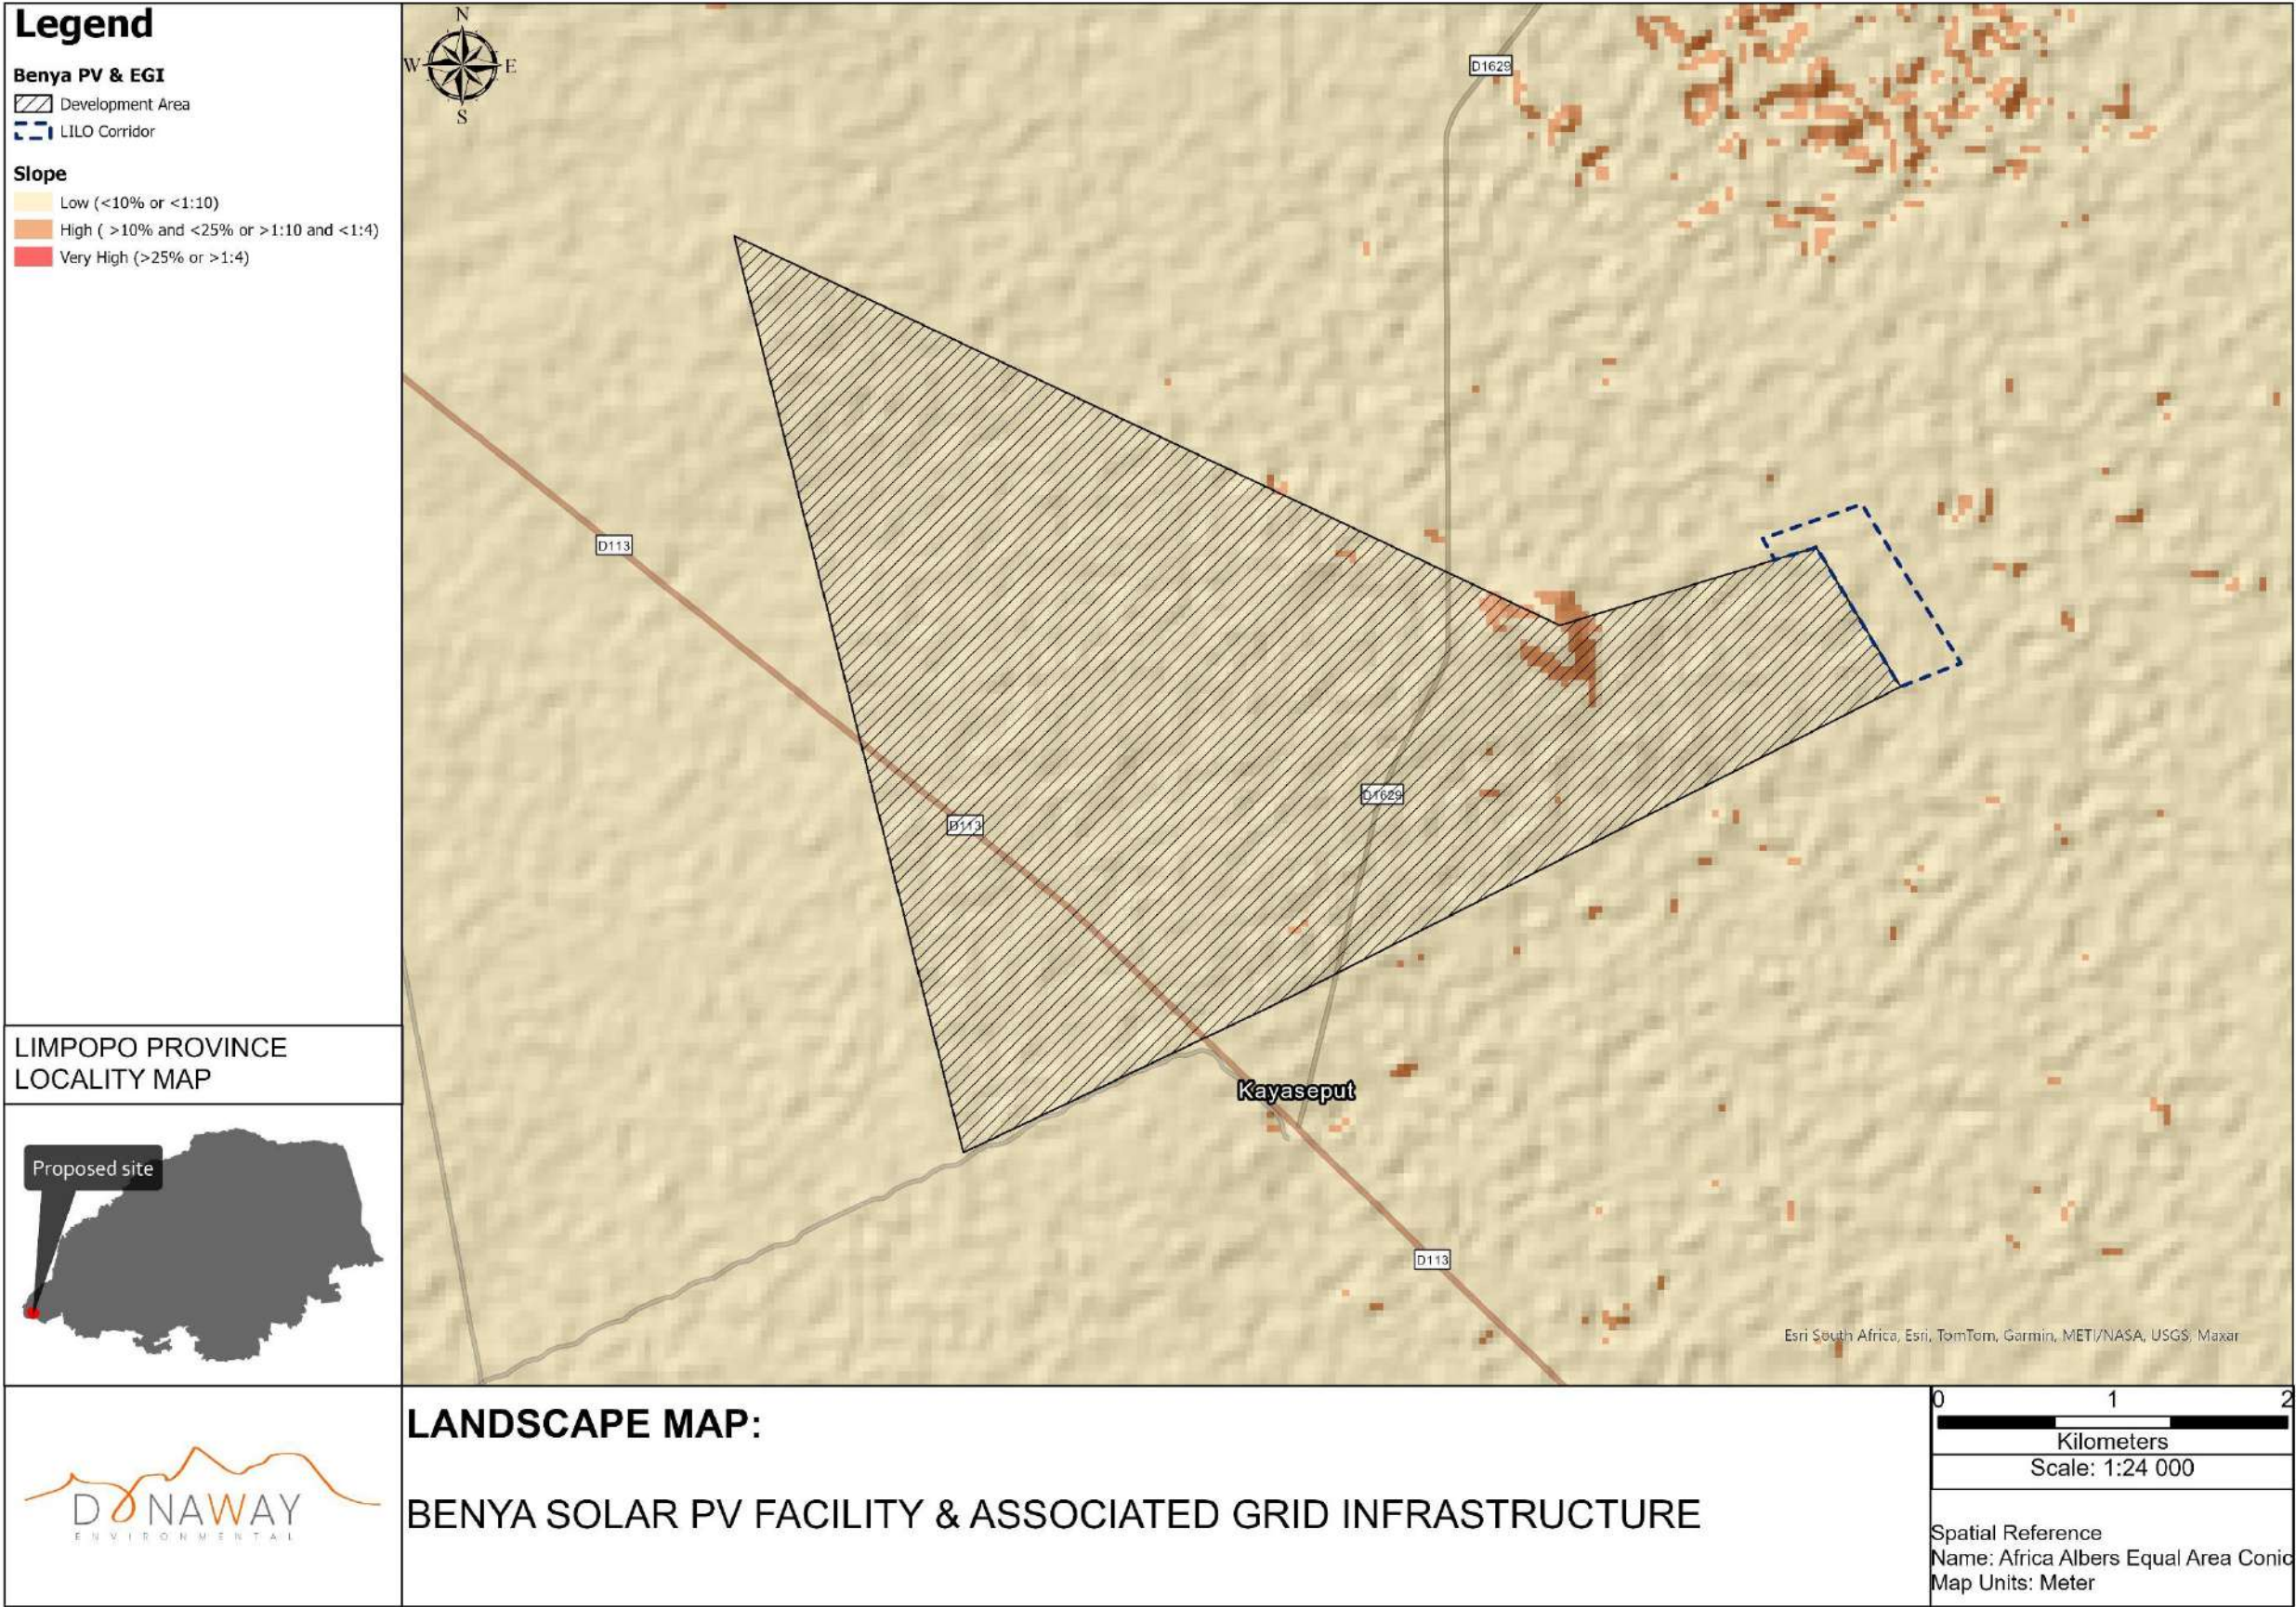 Legend
Benya PV & EGI
Development Area
LILO Corridor
Slope
Low (<10% or <1:10)
High ( >10% and <25% or >1:10 and <1:4)
Very High (>25% or >1:4)
LIMPOPO PROVINCE
LOCALITY MAP
Proposed site
DONAWAY
ENVIRONMENTAL
N
W
E
S
D1629
D113
D1629
D113
Kayaseput
D113
Esri South Africa, Esri, TomTom, Garmin, METI/NASA, USGS, Maxar
LANDSCAPE MAP:
BENYA SOLAR PV FACILITY & ASSOCIATED GRID INFRASTRUCTURE
0 1 2
Kilometers
Scale: 1:24 000
Spatial Reference
Name: Africa Albers Equal Area Conic
Map Units: Meter